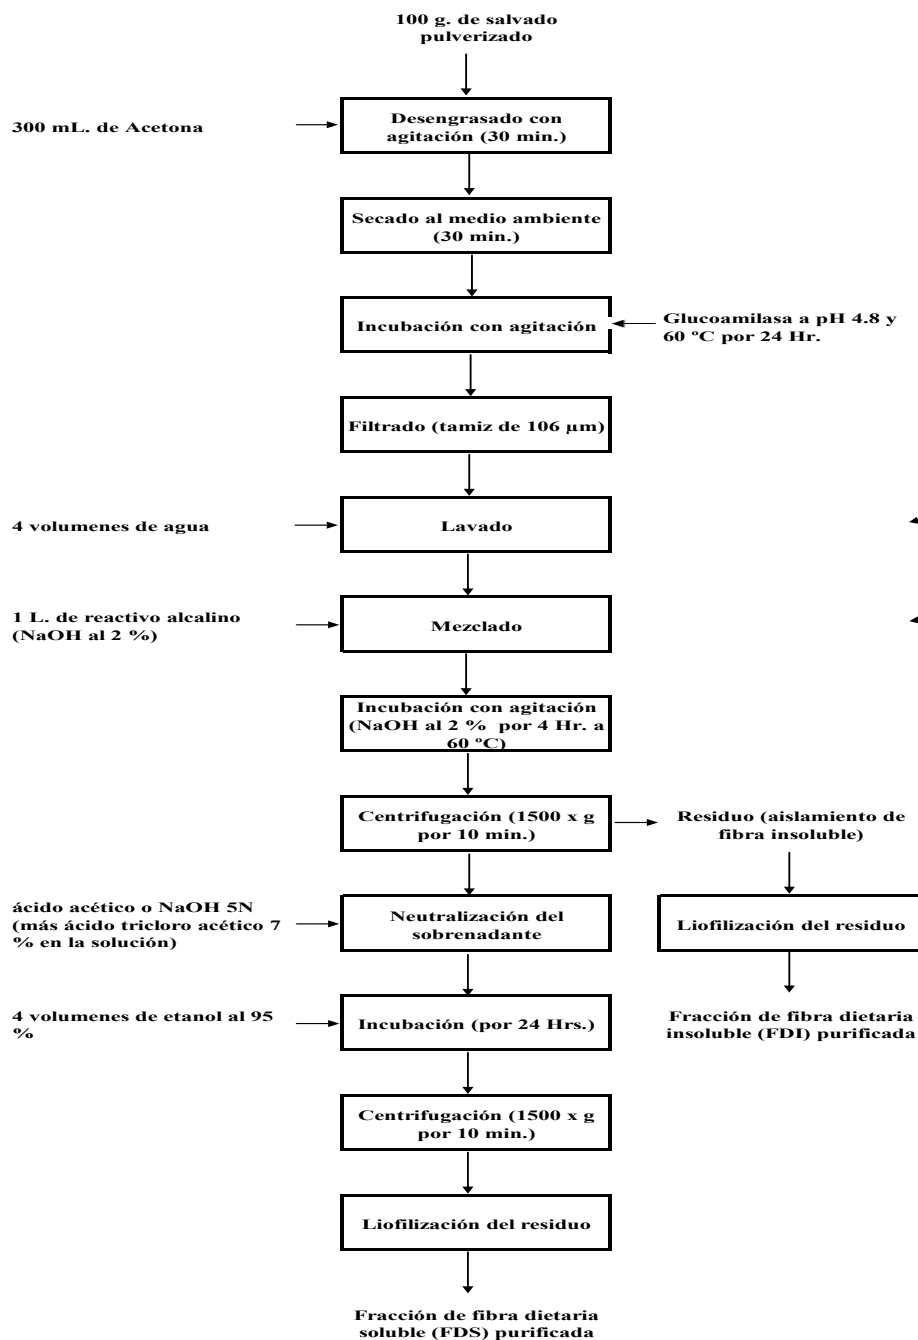 100 g. de salvado
pulverizado
300 mL. de Acetona
Desengrasado con
agitación (30 min.)
Secado al medio ambiente
(30 min.)
Incubación con agitación
Glucoamilasa a pH 4.8 y
60 ºC por 24 Hr.
Filtrado (tamiz de 106 µm)
4 volumenes de agua
Lavado
1 L. de reactivo alcalino
(NaOH al 2 %)
Mezclado
Incubación con agitación
(NaOH al 2 % por 4 Hr. a
60 ºC)
Centrifugación (1500 x g
por 10 min.)
Residuo (aislamiento de
fibra insoluble)
ácido acético o NaOH 5N
(más ácido tricloro acético 7
% en la solución)
Neutralización del
sobrenadante
Liofilización del residuo
4 volumenes de etanol al 95
%
Incubación (por 24 Hrs.)
Fracción de fibra dietaria
insoluble (FDI) purificada
Centrifugación (1500 x g
por 10 min.)
Liofilización del residuo
Fracción de fibra dietaria
soluble (FDS) purificada